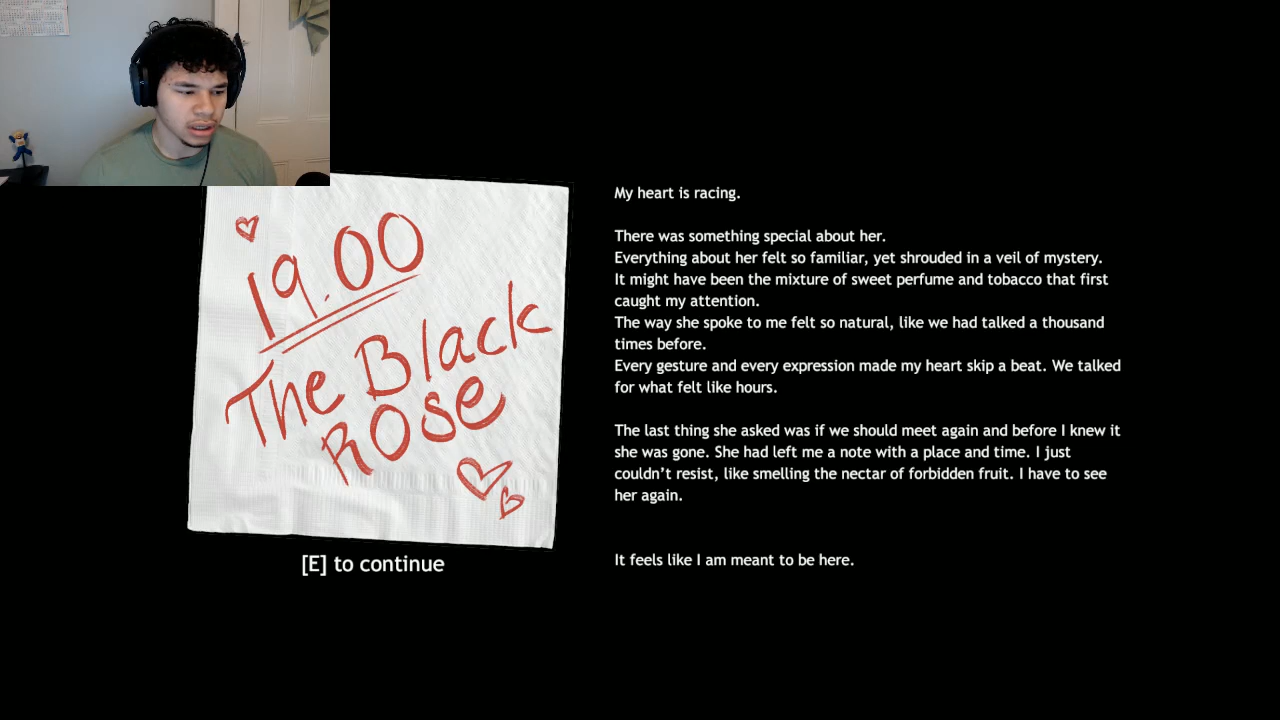 19.00
The Black
Rose
[E] to continue
My heart is racing.
There was something special about her.
Everything about her felt so familiar, yet shrouded in a veil of mystery.
It might have been the mixture of sweet perfume and tobacco that first
caught my attention.
The way she spoke to me felt so natural, like we had talked a thousand
times before.
Every gesture and every expression made my heart skip a beat. We talked
for what felt like hours.
The last thing she asked was if we should meet again and before I knew it
she was gone. She had left me a note with a place and time. I just
couldn't resist, like smelling the nectar of forbidden fruit. I have to see
her again.
It feels like I am meant to be here.